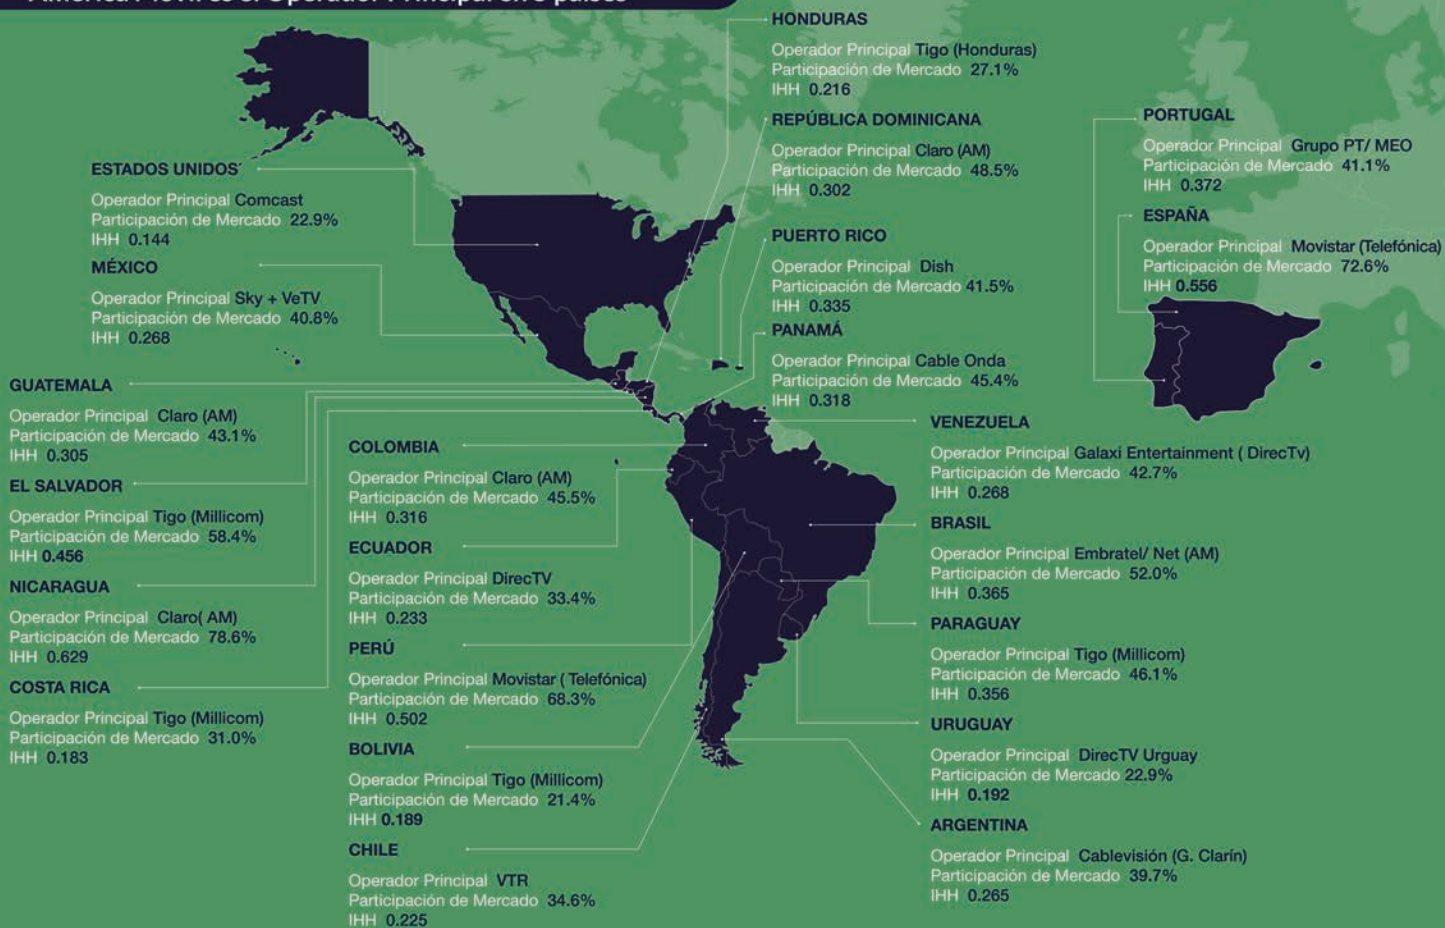 América Móvil es el Operador Principal en 5 países
ESTADOS UNIDOS
Operador Principal Comcast
Participación de Mercado 22.9%
IHH 0.144
MÉXICO
Operador Principal Sky + VeTV
Participación de Mercado 40.8%
IHH 0.268
GUATEMALA
Operador Principal Claro (AM)
Participación de Mercado 43.1%
IHH 0.305
EL SALVADOR
Operador Principal Tigo (Millicom)
Participación de Mercado 58.4%
IHH 0.456
NICARAGUA
Operador Principal Claro( AM)
Participación de Mercado 78.6%
IHH 0.629
COSTA RICA
Operador Principal Tigo (Millicom)
Participación de Mercado 31.0%
IHH 0.183
COLOMBIA
Operador Principal Claro (AM)
Participación de Mercado 45.5%
IHH 0.316
ECUADOR
Operador Principal DirecTV
Participación de Mercado 33.4%
IHH 0.233
PERÚ
Operador Principal Movistar ( Telefónica)
Participación de Mercado 68.3%
IHH 0.502
BOLIVIA
Operador Principal Tigo (Millicom)
Participación de Mercado 21.4%
IHH 0.189
CHILE
Operador Principal VTR
Participación de Mercado 34.6%
IHH 0.225
HONDURAS
Operador Principal Tigo (Honduras)
Participación de Mercado 27.1%
IHH 0.216
REPÚBLICA DOMINICANA
Operador Principal Claro (AM)
Participación de Mercado 48.5%
IHH 0.302
PUERTO RICO
Operador Principal Dish
Participación de Mercado 41.5%
IHH 0.335
PANAMÁ
Operador Principal Cable Onda
Participación de Mercado 45.4%
IHH 0.318
VENEZUELA
Operador Principal Galaxi Entertainment ( DirecTv)
Participación de Mercado 42.7%
IHH 0.268
BRASIL
Operador Principal Embratel/ Net (AM)
Participación de Mercado 52.0%
IHH 0.365
PARAGUAY
Operador Principal Tigo (Millicom)
Participación de Mercado 46.1%
IHH 0.356
URUGUAY
Operador Principal DirecTV Urguay
Participación de Mercado 22.9%
IHH 0.192
ARGENTINA
Operador Principal Cablevisión (G. Clarín)
Participación de Mercado 39.7%
IHH 0.265
PORTUGAL
Operador Principal Grupo PT/ MEO
Participación de Mercado 41.1%
IHH 0.372
ESPAÑA
Operador Principal Movistar (Telefónica)
Participación de Mercado 72.6%
IHH 0.556